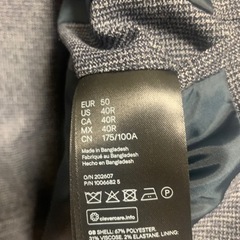 EUR 50
US 40R
CA 40R
MX 40R
CN 175/100A
Made in Bangladesh
Fabriqué au Bangladesh
Hecho en Bangladesh
O/N 202607
P/N 1006682 5
clevercare.info
GB SHELL: 67% POLYESTER,
31% VISCOSE, 2% ELASTANE. LINING